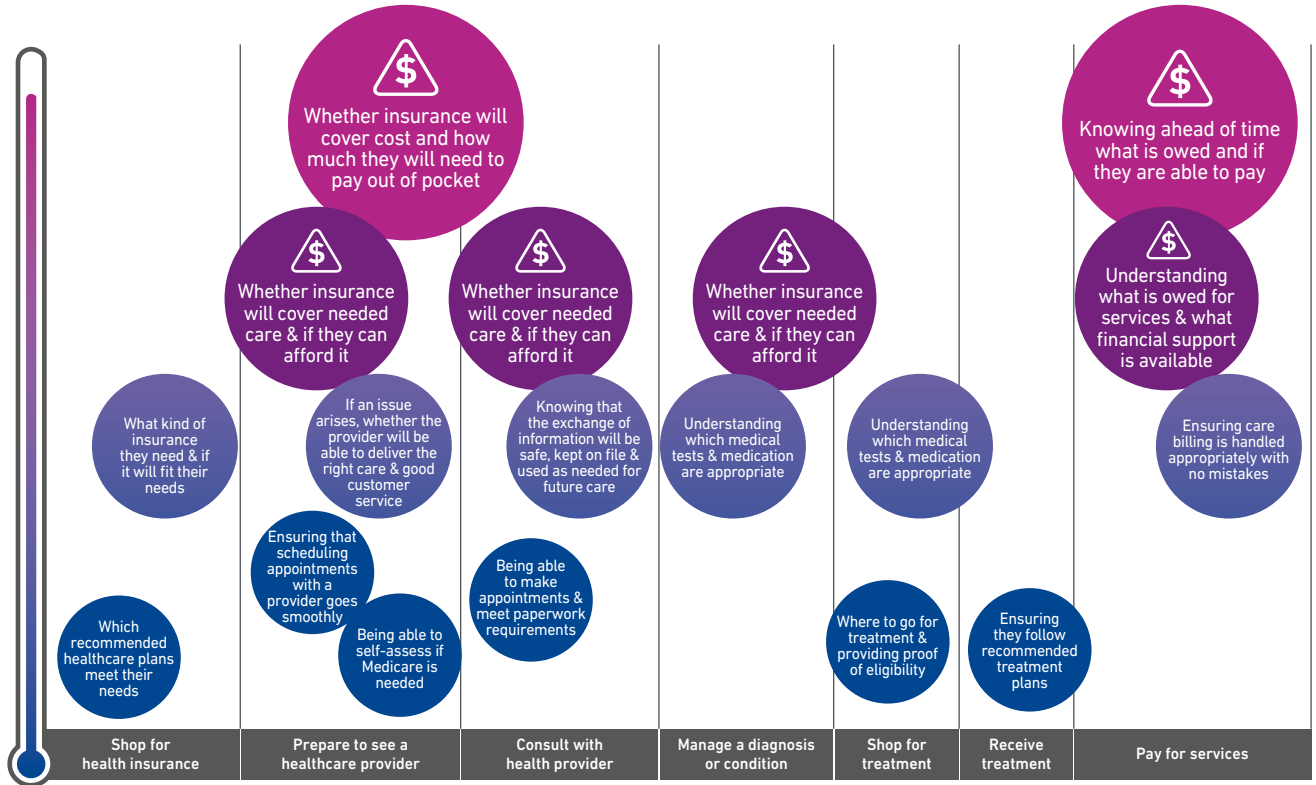 $
Whether insurance will
cover cost and how
much they will need to
pay out of pocket
$
Knowing ahead of time
what is owed and if
they are able to pay
$
Whether insurance
will cover needed
care & if they can
afford it
$
Whether insurance
will cover needed
care & if they can
afford it
$
Whether insurance
will cover needed
care & if they can
afford it
$
Understanding
what is owed for
services & what
financial support
is available
What kind of
insurance
they need & if
it will fit their
needs
If an issue
arises, whether the
provider will be
able to deliver the
right care & good
customer
service
Knowing that
the exchange of
information will be
safe, kept on file &
used as needed for
future care
Understanding
which medical
tests & medication
are appropriate
Understanding
which medical
tests & medication
are appropriate
Ensuring care
billing is handled
appropriately with
no mistakes
Which
recommended
healthcare plans
meet their
needs
Ensuring that
scheduling
appointments
with a
provider goes
smoothly
Being able to
self-assess if
Medicare is
needed
Being able
to make
appointments &
meet paperwork
requirements
Where to go for
treatment &
providing proof
of eligibility
Ensuring
they follow
recommended
treatment
plans
Shop for
health insurance
Prepare to see a
healthcare provider
Consult with
health provider
Manage a diagnosis
or condition
Shop for
treatment
Receive
treatment
Pay for services